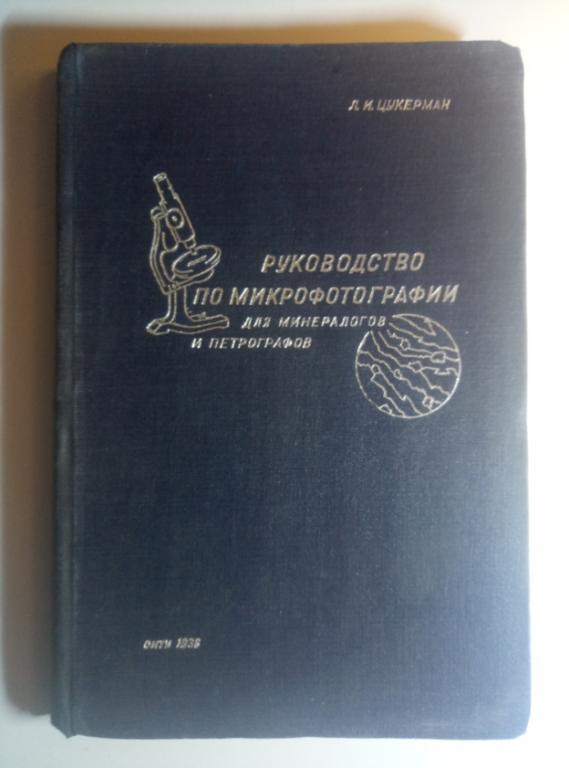 Л. И. ЦУКЕРМАН
РУКОВОДСТВО
ПО МИКРОФОТОГРАФИИ
ДЛЯ МИНЕРАЛОГОВ
И ПЕТРОГРАФОВ
ОНТИ 1936